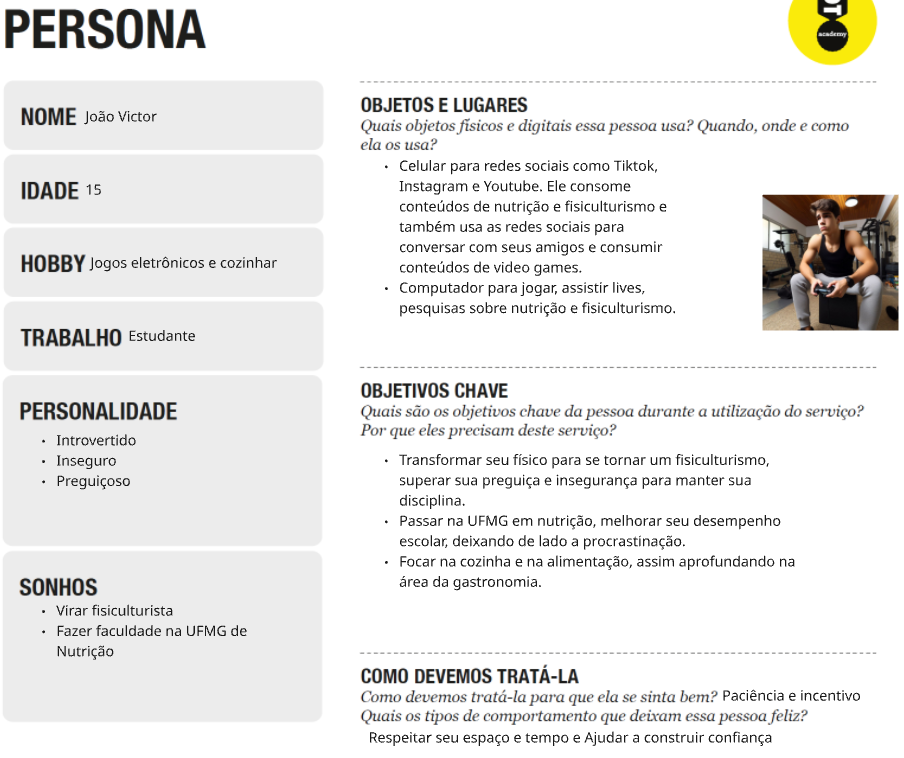 PERSONA
OT
academy
NOME João Victor
IDADE 15
HOBBY Jogos eletrônicos e cozinhar
TRABALHO Estudante
PERSONALIDADE
• Introvertido
• Inseguro
• Preguiçoso
SONHOS
• Virar fisiculturista
• Fazer faculdade na UFMG de
Nutrição
OBJETOS E LUGARES
Quais objetos físicos e digitais essa pessoa usa? Quando, onde e como
ela os usa?
• Celular para redes sociais como Tiktok,
Instagram e Youtube. Ele consome
conteúdos de nutrição e fisiculturismo e
também usa as redes sociais para
conversar com seus amigos e consumir
conteúdos de video games.
• Computador para jogar, assistir lives,
pesquisas sobre nutrição e fisiculturismo.
OBJETIVOS CHAVE
Quais são os objetivos chave da pessoa durante a utilização do serviço?
Por que eles precisam deste serviço?
• Transformar seu físico para se tornar um fisiculturismo,
superar sua preguiça e insegurança para manter sua
disciplina.
• Passar na UFMG em nutrição, melhorar seu desempenho
escolar, deixando de lado a procrastinação.
• Focar na cozinha e na alimentação, assim aprofundando na
área da gastronomia.
COMO DEVEMOS TRATÁ-LA
Como devemos tratá-la para que ela se sinta bem? Paciência e incentivo
Quais os tipos de comportamento que deixam essa pessoa feliz?
Respeitar seu espaço e tempo e Ajudar a construir confiança